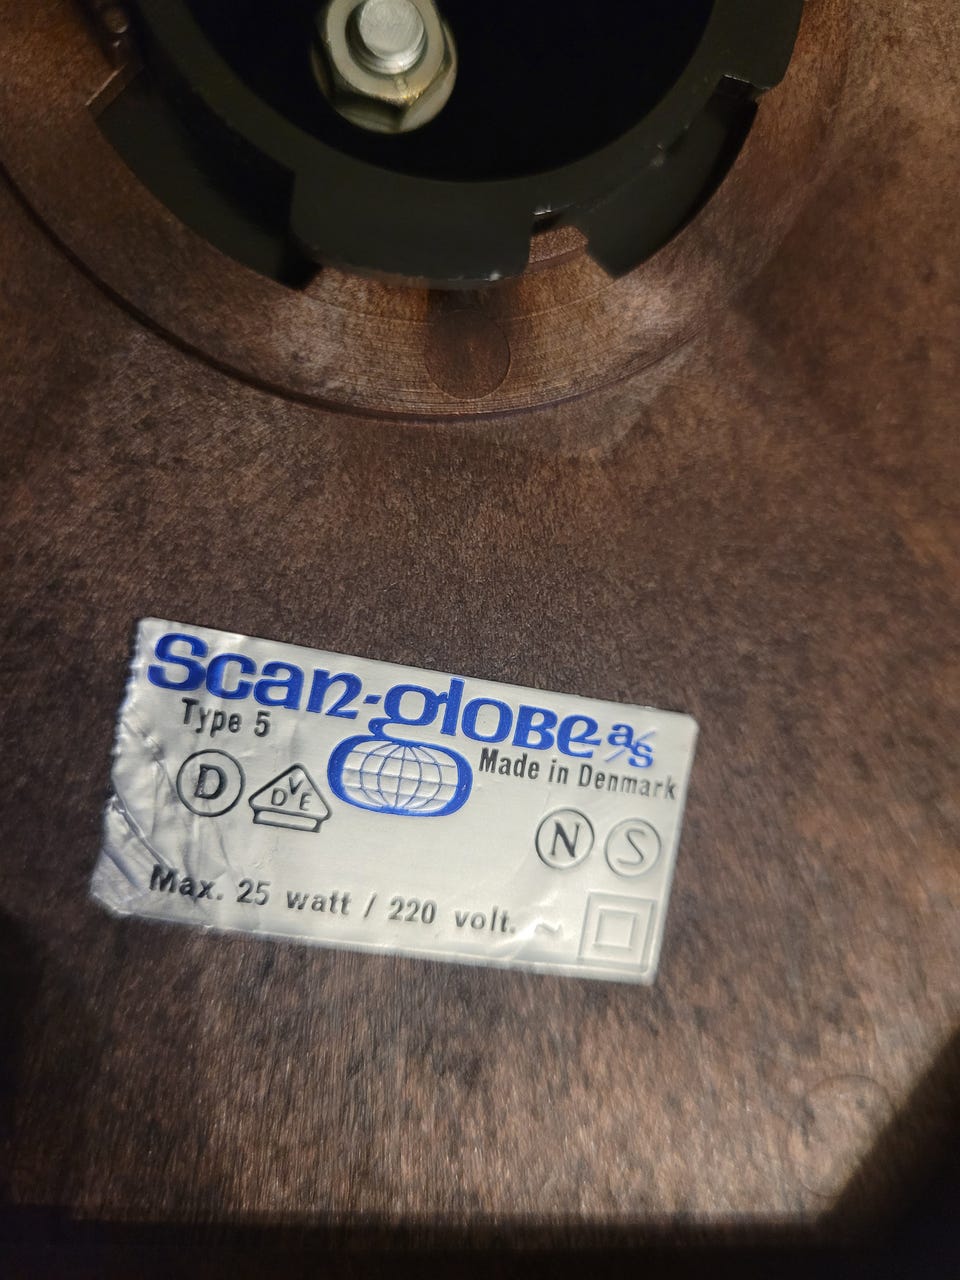 Scan-globe a/s
Type 5
Made in Denmark
D
DVE
N S
Max. 25 watt / 220 volt. ~